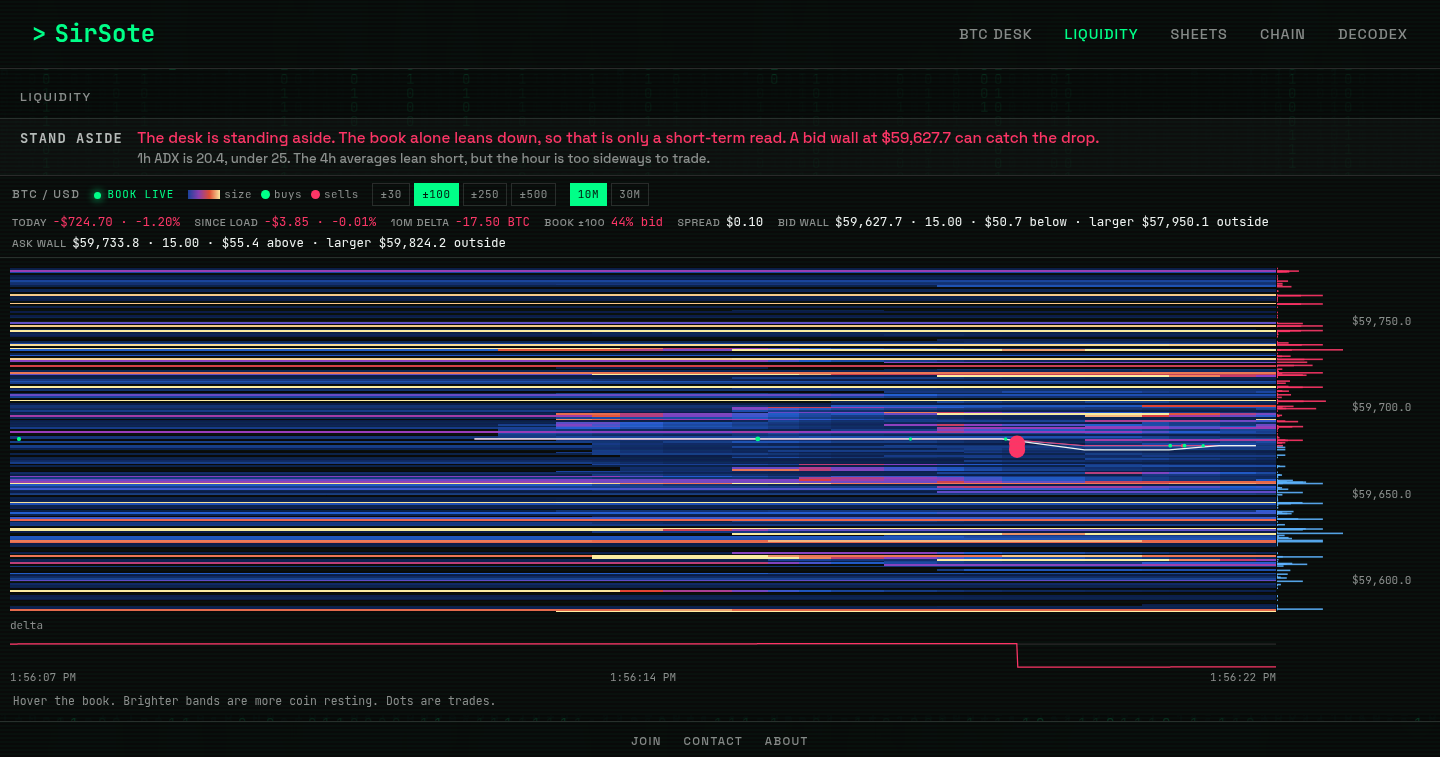 > SirSote
BTC DESK LIQUIDITY SHEETS CHAIN DECODEX
LIQUIDITY
STAND ASIDE The desk is standing aside. The book alone leans down, so that is only a short-term read. A bid wall at $59,627.7 can catch the drop.
1h ADX is 20.4, under 25. The 4h averages lean short, but the hour is too sideways to trade.
BTC / USD BOOK LIVE size buys sells ±30 ±100 ±250 ±500 10M 30M
TODAY -$724.70 · -1.20% SINCE LOAD -$3.85 · -0.01% 10M DELTA -17.50 BTC BOOK ±100 44% bid SPREAD $0.10 BID WALL $59,627.7 · 15.00 · $50.7 below · larger $57,950.1 outside
ASK WALL $59,733.8 · 15.00 · $55.4 above · larger $59,824.2 outside
$59,750.0
$59,700.0
$59,650.0
$59,600.0
delta
1:56:07 PM 1:56:14 PM 1:56:22 PM
Hover the book. Brighter bands are more coin resting. Dots are trades.
JOIN CONTACT ABOUT